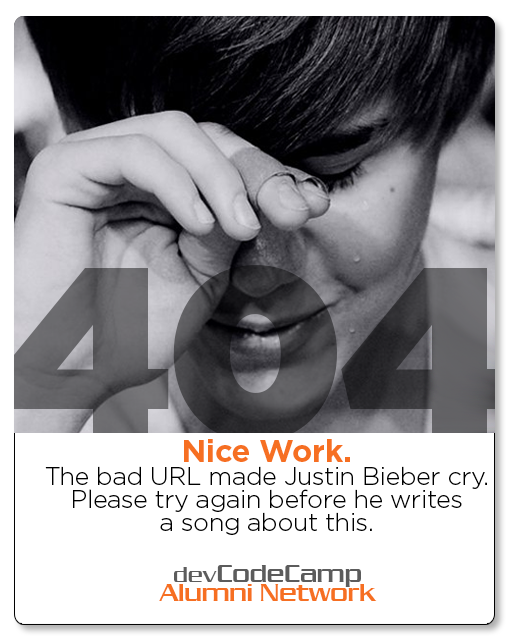 404
Nice Work.
The bad URL made Justin Bieber cry.
Please try again before he writes
a song about this.
devCodeCamp
Alumni Network